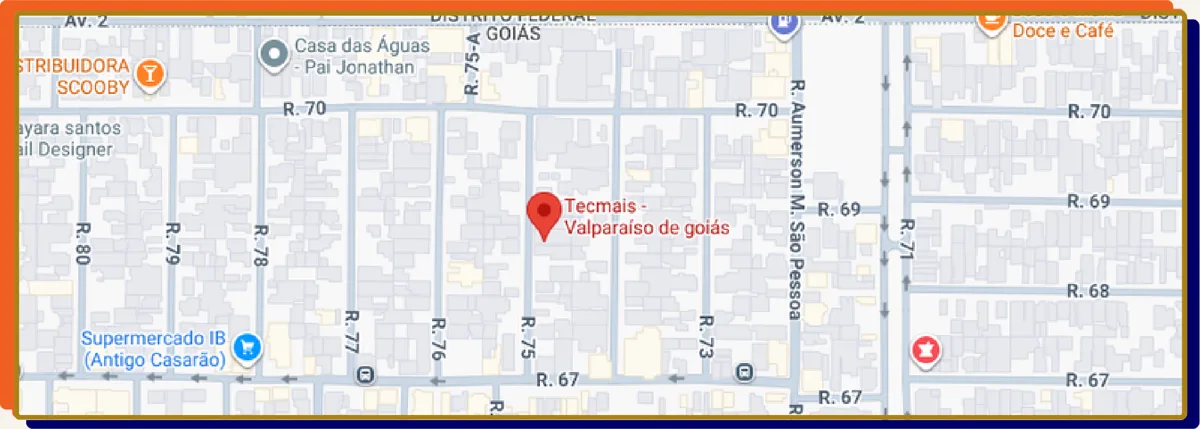 Av. 2
DISTRITO FEDERAL
GOIÁS
Av. 2
Doce e Café
Casa das Águas
- Pai Jonathan
R. 75-A
STRIBUIDORA
SCOOBY
R. 70
R. 70
R. 70
R. Aumerson M. São Pessoa
ayara santos
ail Designer
Tecmais -
Valparaíso de goiás
R. 69
R. 69
R. 80
R. 79
R. 78
R. 71
R. 68
R. 77
R. 76
R. 75
R. 73
Supermercado IB
(Antigo Casarão)
R. 67
R. 67
R. 67
R.
R.